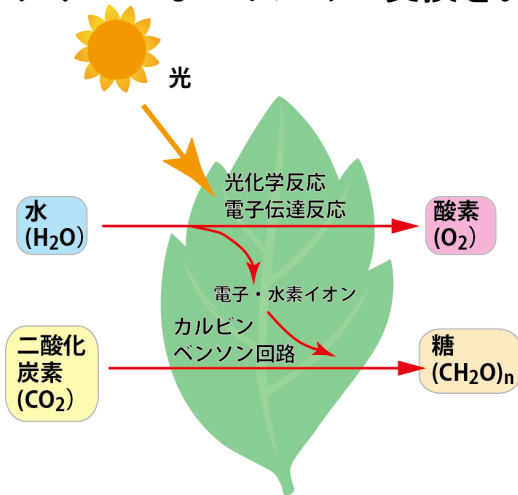 光
光化学反応
電子伝達反応
水
(H₂O)
酸素
(O₂)
電子・水素イオン
カルビン
ベンソン回路
二酸化
炭素
(CO₂)
糖
(CH₂O)n